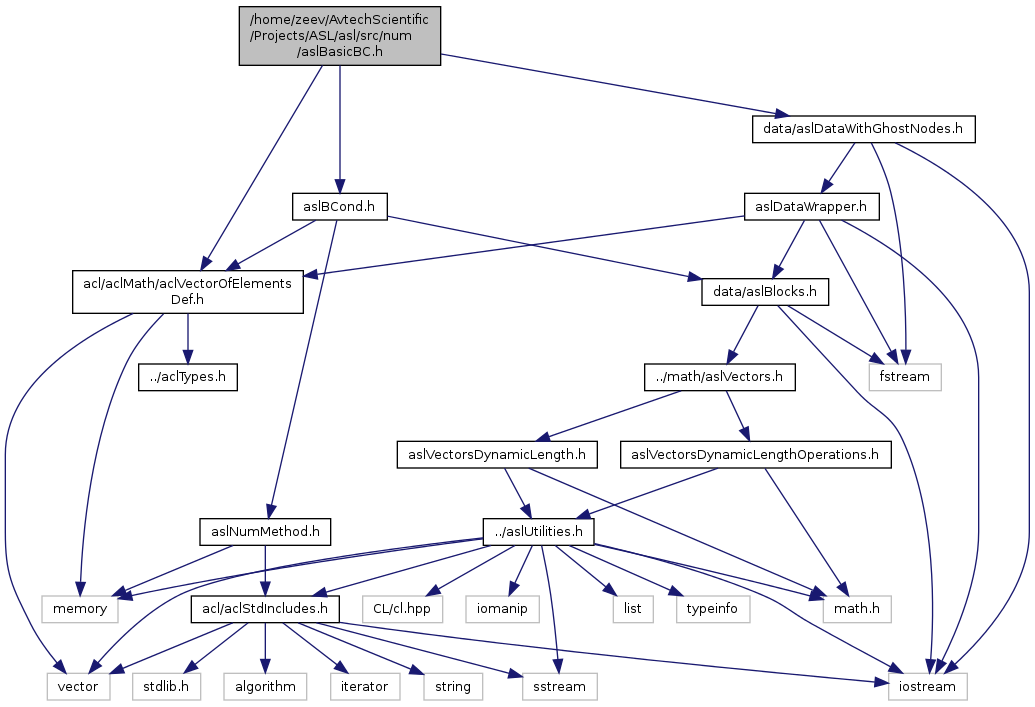 /home/zeev/AvtechScientific
/Projects/ASL/asl/src/num
/aslBasicBC.h
data/aslDataWithGhostNodes.h
aslBCond.h
aslDataWrapper.h
acl/aclMath/aclVectorOfElements
Def.h
data/aslBlocks.h
../aclTypes.h
../math/aslVectors.h
fstream
aslVectorsDynamicLength.h
aslVectorsDynamicLengthOperations.h
aslNumMethod.h
../aslUtilities.h
memory
acl/aclStdIncludes.h
CL/cl.hpp
iomanip
list
typeinfo
math.h
vector
stdlib.h
algorithm
iterator
string
sstream
iostream